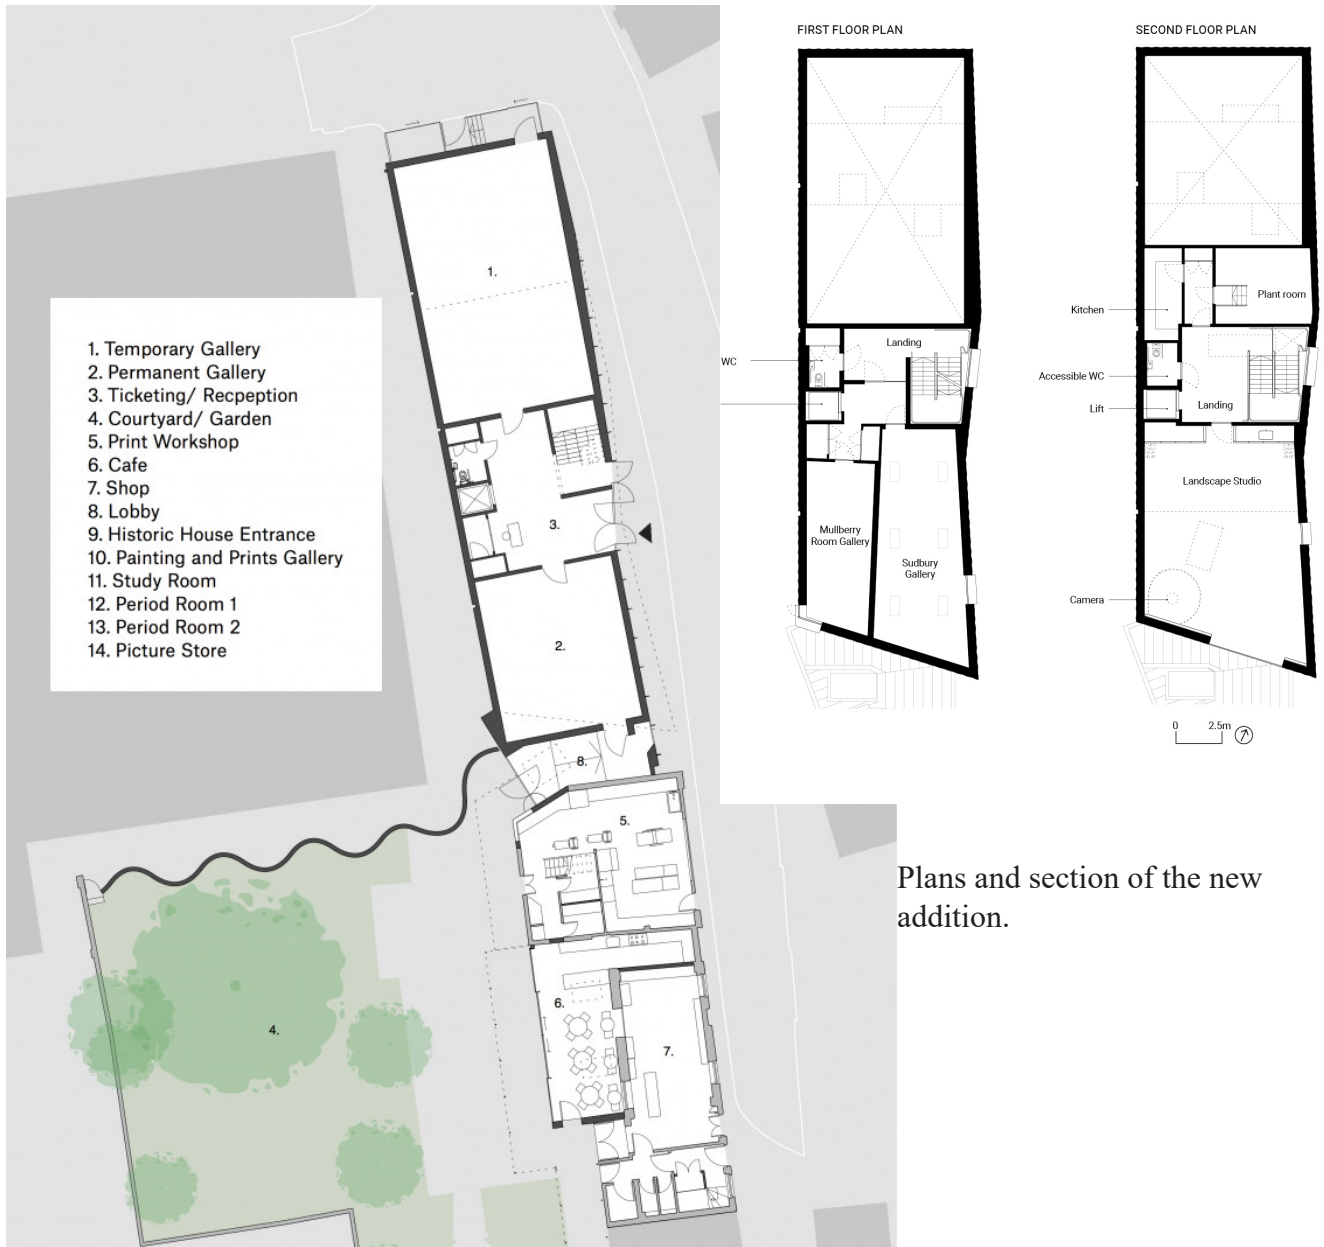 FIRST FLOOR PLAN
SECOND FLOOR PLAN
1.
1. Temporary Gallery
2. Permanent Gallery
3. Ticketing/ Recpeption
4. Courtyard/ Garden
5. Print Workshop
6. Cafe
7. Shop
8. Lobby
9. Historic House Entrance
10. Painting and Prints Gallery
11. Study Room
12. Period Room 1
13. Period Room 2
14. Picture Store
3.
2.
8.
5.
6.
4.
7.
WC
Landing
Mullberry
Room Gallery
Sudbury
Gallery
Kitchen
Plant room
Accessible WC
Lift
Landing
Landscape Studio
Camera
0 2.5m
Plans and section of the new
addition.